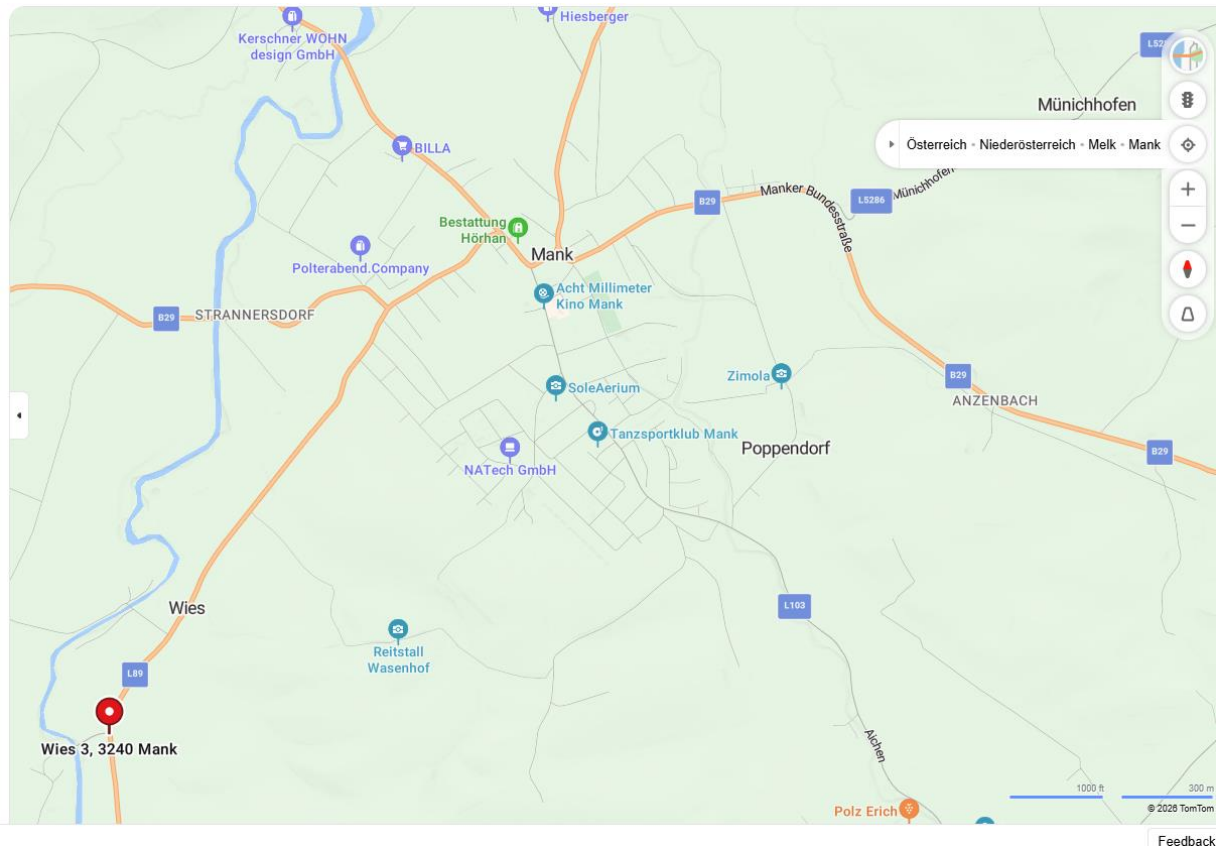 Hiesberger
Kerschner WOHN
design GmbH
L52
Münichhofen
Österreich • Niederösterreich • Melk • Mank
BILLA
Münichhofen
Manker Bundesstraße
L5286
B29
Bestattung
Hörhan
Mank
Polterabend.Company
Acht Millimeter
Kino Mank
B29
STRANNERSDORF
Zimola
B29
SoleAerium
ANZENBACH
Tanzsportklub Mank
Poppendorf
B29
NATech GmbH
Wies
L103
Reitstall
Wasenhof
L89
Wies 3, 3240 Mank
Aichen
1000 ft
300 m
Polz Erich
© 2026 TomTom
Feedback